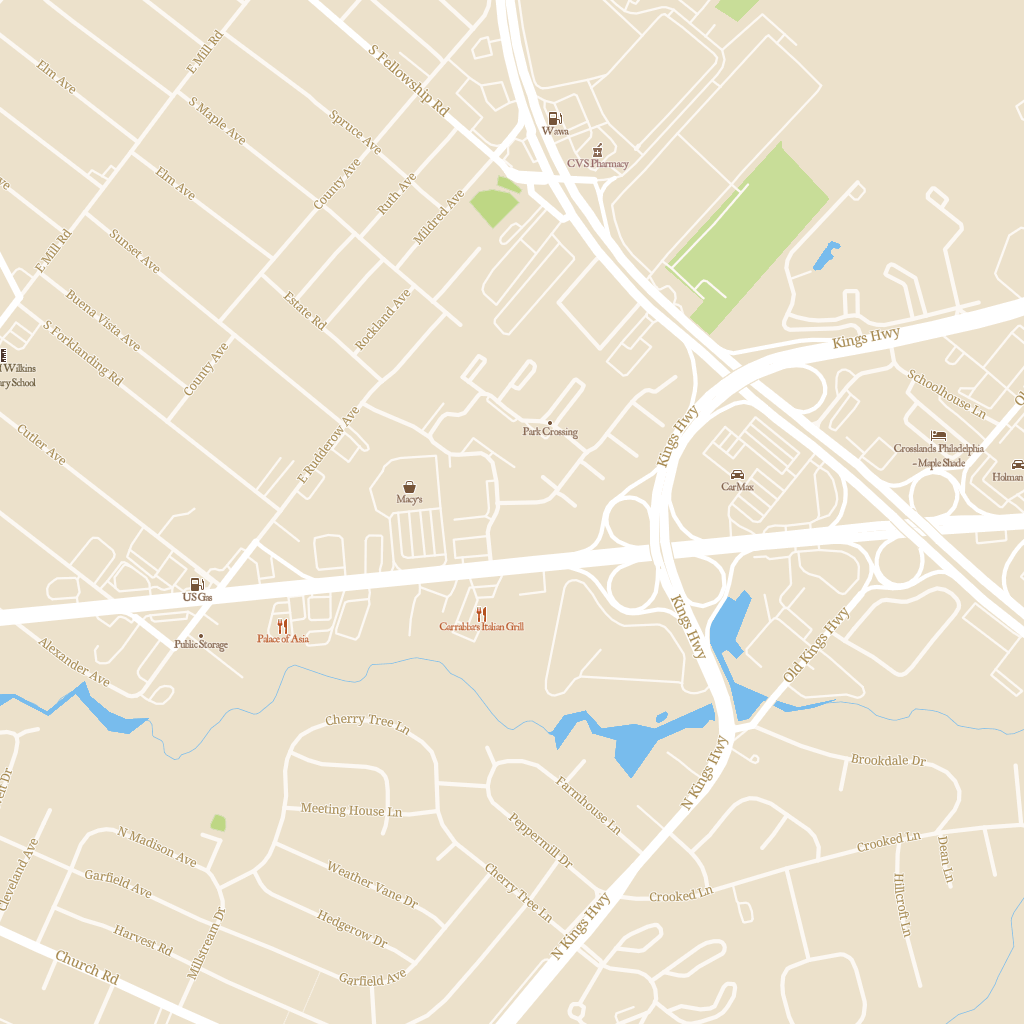 E Mill Rd
S Fellowship Rd
Elm Ave
S Maple Ave
Spruce Ave
Wawa
CVS Pharmacy
Elm Ave
County Ave
Ruth Ave
Mildred Ave
E Mill Rd
Sunset Ave
Buena Vista Ave
Estate Rd
Rockland Ave
Kings Hwy
S Forklanding Rd
County Ave
Wilkins
ary School
Schoolhouse Ln
E Rudderow Ave
Park Crossing
Kings Hwy
Cutler Ave
Crosslands Philadelphia
- Maple Shade
Holman
CarMax
Macy's
US Gas
Public Storage
Palace of Asia
Carrabba's Italian Grill
Kings Hwy
Old Kings Hwy
Alexander Ave
Cherry Tree Ln
Brookdale Dr
N Kings Hwy
Meeting House Ln
Farmhouse Ln
Peppermill Dr
N Madison Ave
Crooked Ln
Dean Ln
Cleveland Ave
Garfield Ave
Weather Vane Dr
Cherry Tree Ln
Crooked Ln
Hillcroft Ln
Harvest Rd
Hedgerow Dr
Millstream Dr
N Kings Hwy
Church Rd
Garfield Ave